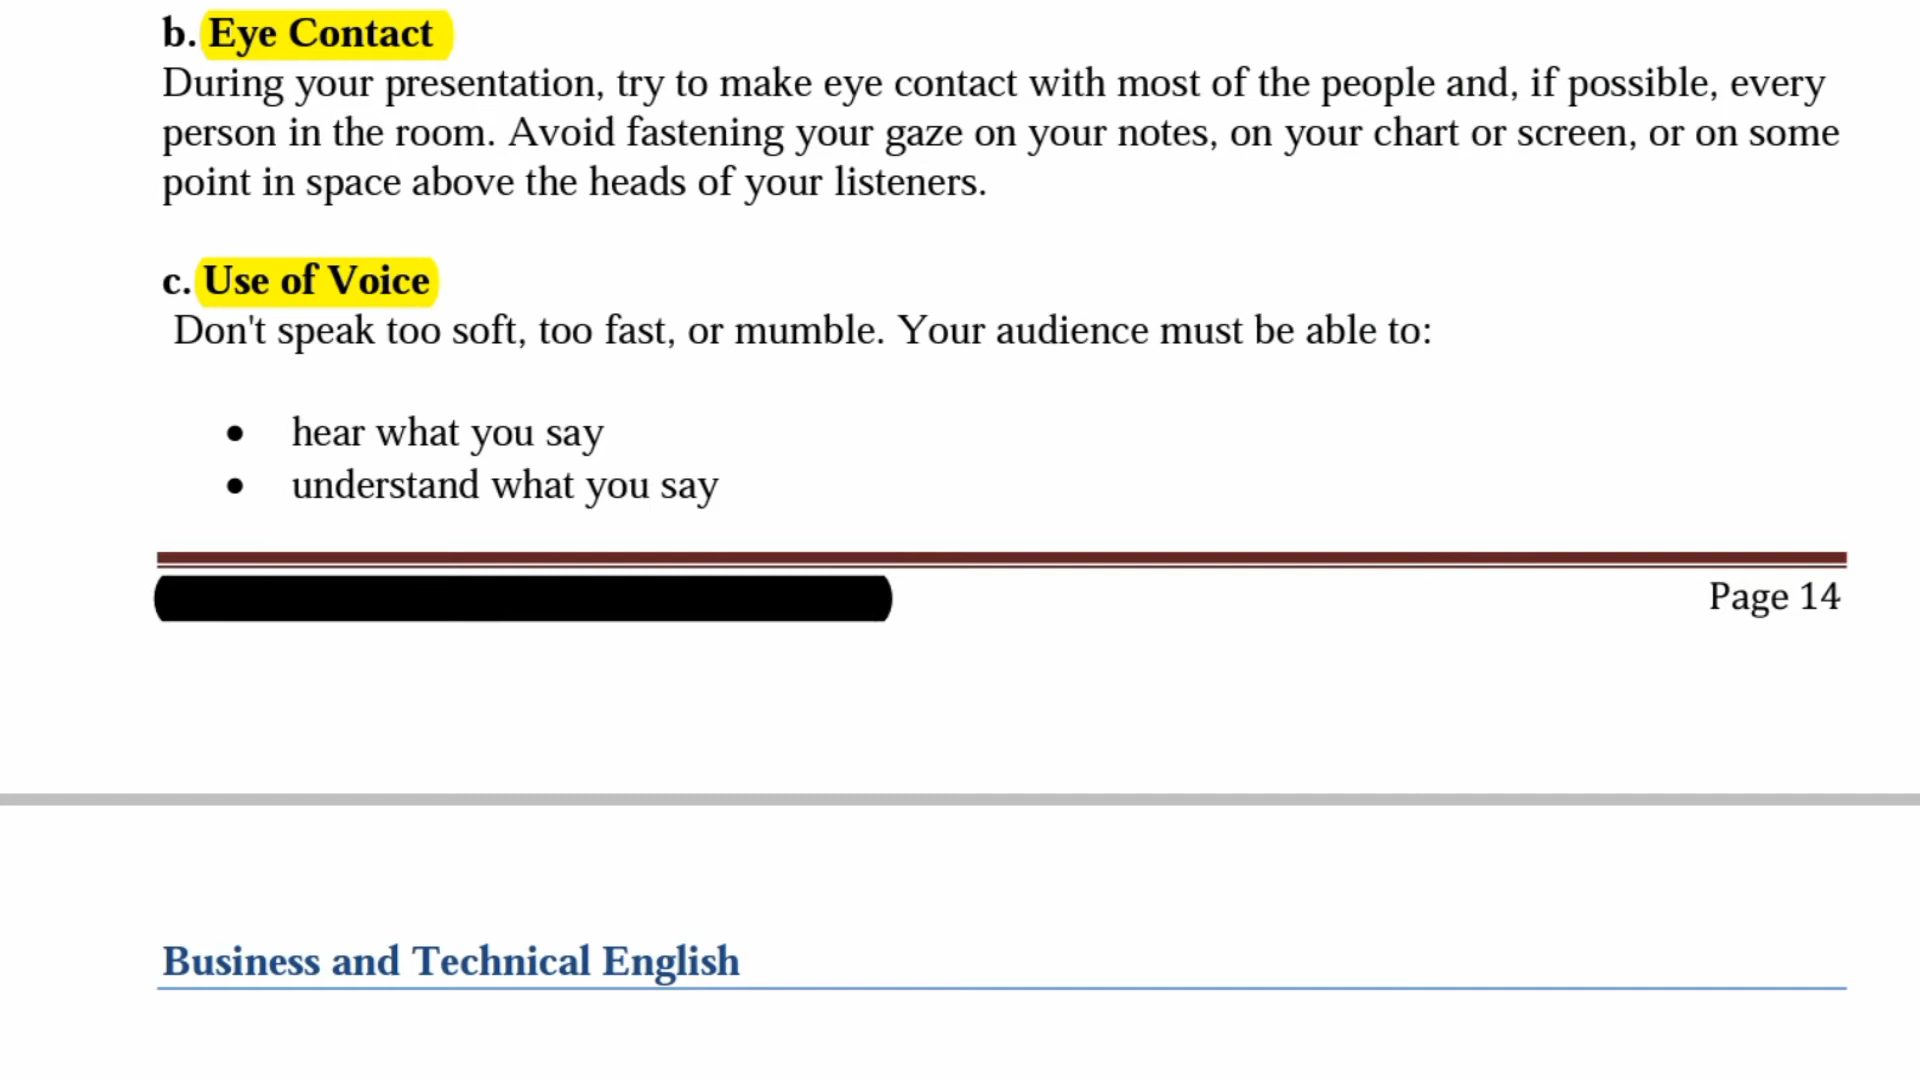 b. Eye Contact
During your presentation, try to make eye contact with most of the people and, if possible, every
person in the room. Avoid fastening your gaze on your notes, on your chart or screen, or on some
point in space above the heads of your listeners.
c. Use of Voice
Don't speak too soft, too fast, or mumble. Your audience must be able to:
• hear what you say
• understand what you say
Page 14
Business and Technical English